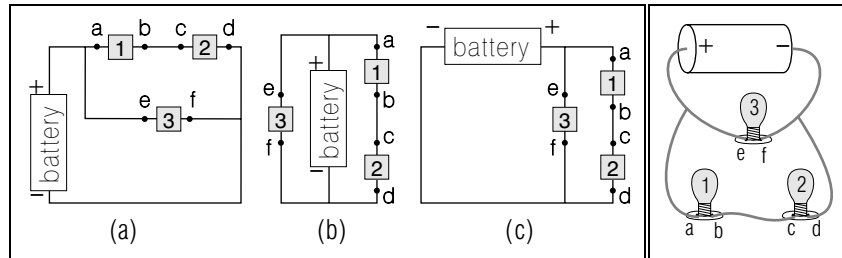 a 1 b c 2 d
+
e 3 f
battery
−
(a)
a
+
1
e
b
3
battery
f
c
−
2
d
(b)
− battery +
a
1
e
b
3
c
f
2
d
(c)
+ −
3
e f
1 2
a b c d